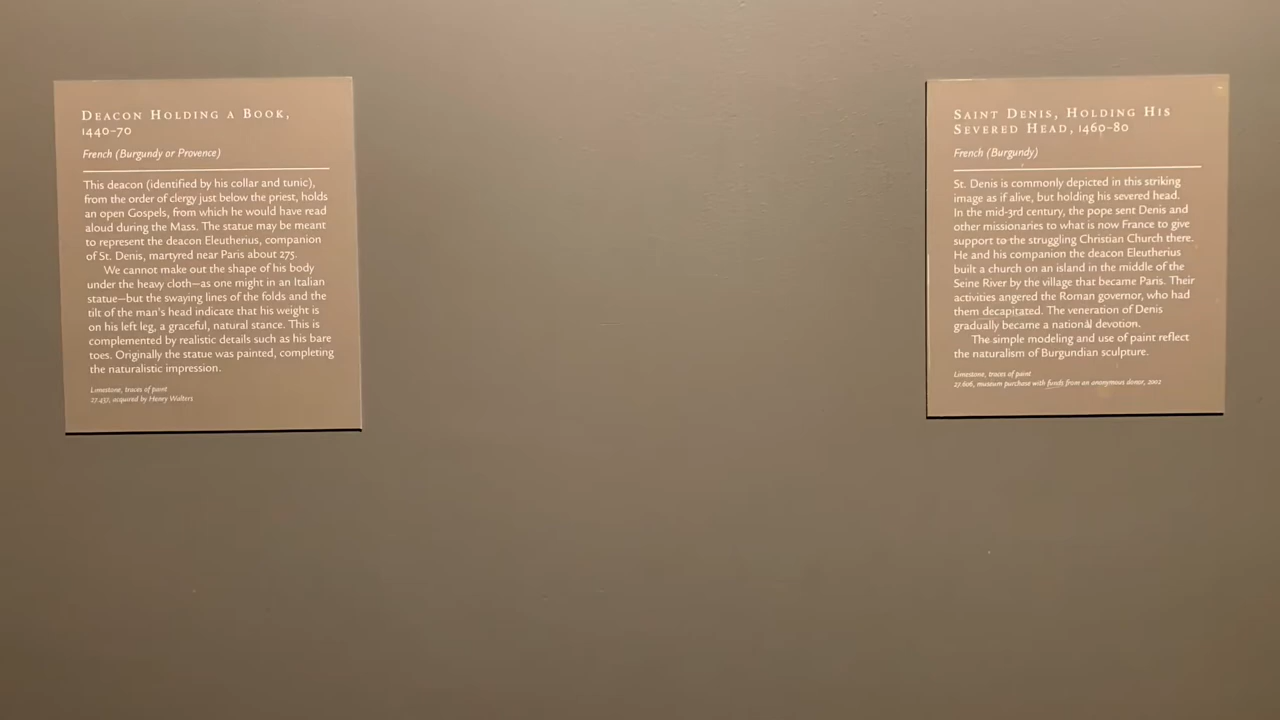 DEACON HOLDING A BOOK,
1440–70
French (Burgundy or Provence)
This deacon (identified by his collar and tunic),
from the order of clergy just below the priest, holds
an open Gospels, from which he would have read
aloud during the Mass. The statue may be meant
to represent the deacon Eleutherius, companion
of St. Denis, martyred near Paris about 275.
We cannot make out the shape of his body
under the heavy cloth—as one might in an Italian
statue—but the swaying lines of the folds and the
tilt of the man's head indicate that his weight is
on his left leg, a graceful, natural stance. This is
complemented by realistic details such as his bare
toes. Originally the statue was painted, completing
the naturalistic impression.
Limestone, traces of paint
27.457, acquired by Henry Walters
SAINT DENIS, HOLDING HIS
SEVERED HEAD, 1460–80
French (Burgundy)
St. Denis is commonly depicted in this striking
image as if alive, but holding his severed head.
In the mid-3rd century, the pope sent Denis and
other missionaries to what is now France to give
support to the struggling Christian Church there.
He and his companion the deacon Eleutherius
built a church on an island in the middle of the
Seine River by the village that became Paris. Their
activities angered the Roman governor, who had
them decapitated. The veneration of Denis
gradually became a national devotion.
The simple modeling and use of paint reflect
the naturalism of Burgundian sculpture.
Limestone, traces of paint
27.606, museum purchase with funds from an anonymous donor, 2002